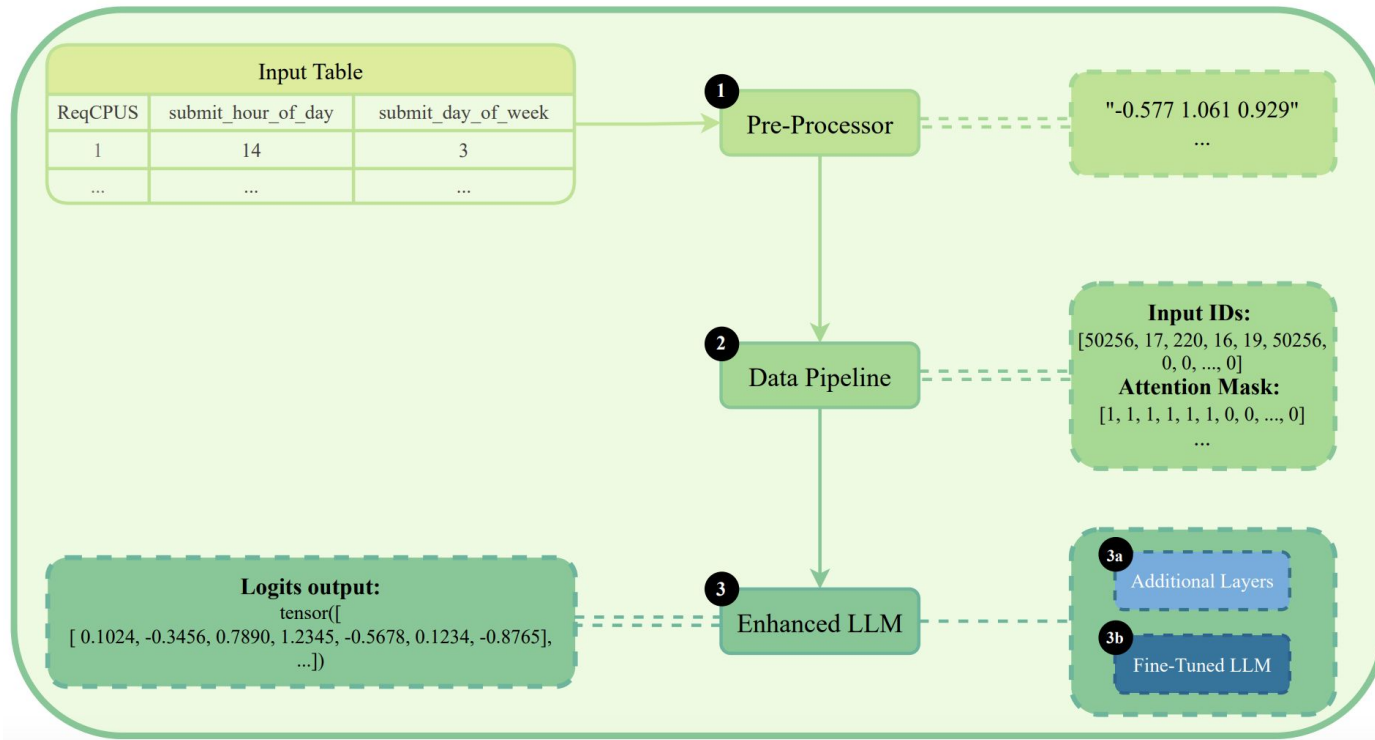 Input Table
ReqCPUS submit_hour_of_day submit_day_of_week
1 14 3
... ... ...
1
Pre-Processor
"-0.577 1.061 0.929"
...
2
Data Pipeline
Input IDs:
[50256, 17, 220, 16, 19, 50256,
0, 0, ..., 0]
Attention Mask:
[1, 1, 1, 1, 1, 1, 0, 0, ..., 0]
...
3
Enhanced LLM
Logits output:
tensor([
[ 0.1024, -0.3456, 0.7890, 1.2345, -0.5678, 0.1234, -0.8765],
...])
3a
Additional Layers
3b
Fine-Tuned LLM